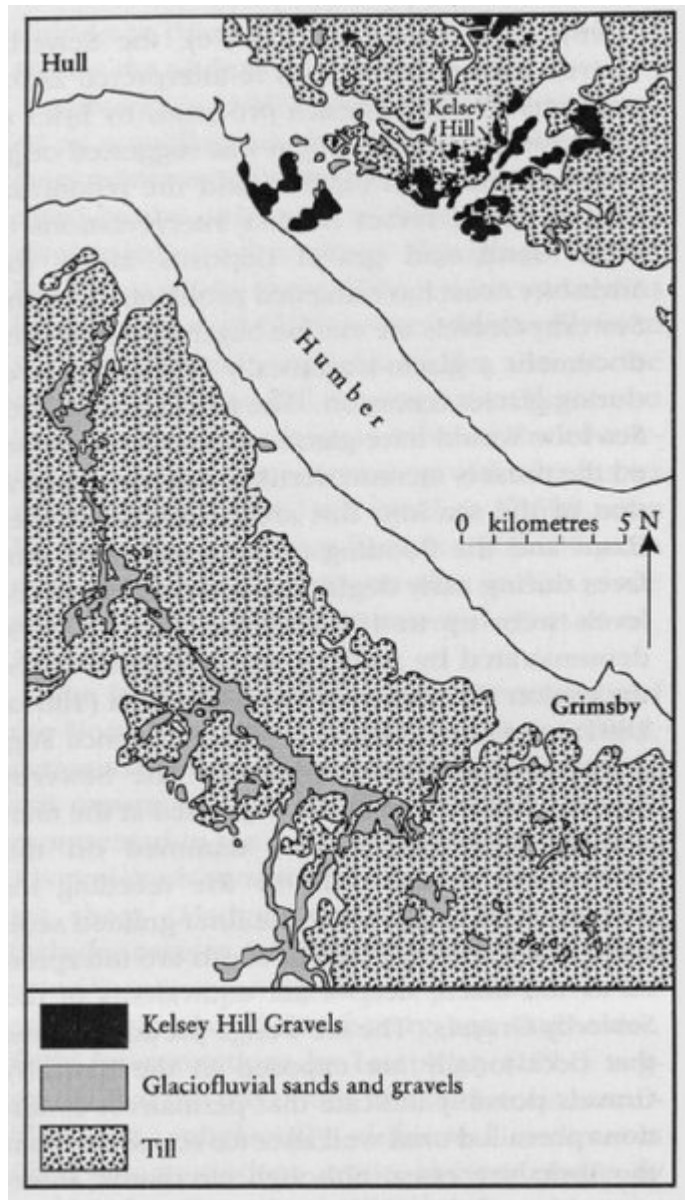 Hull
Kelsey
Hill
Humber
0 kilometres 5 N
Grimsby
Kelsey Hill Gravels
Glaciofluvial sands and gravels
Till